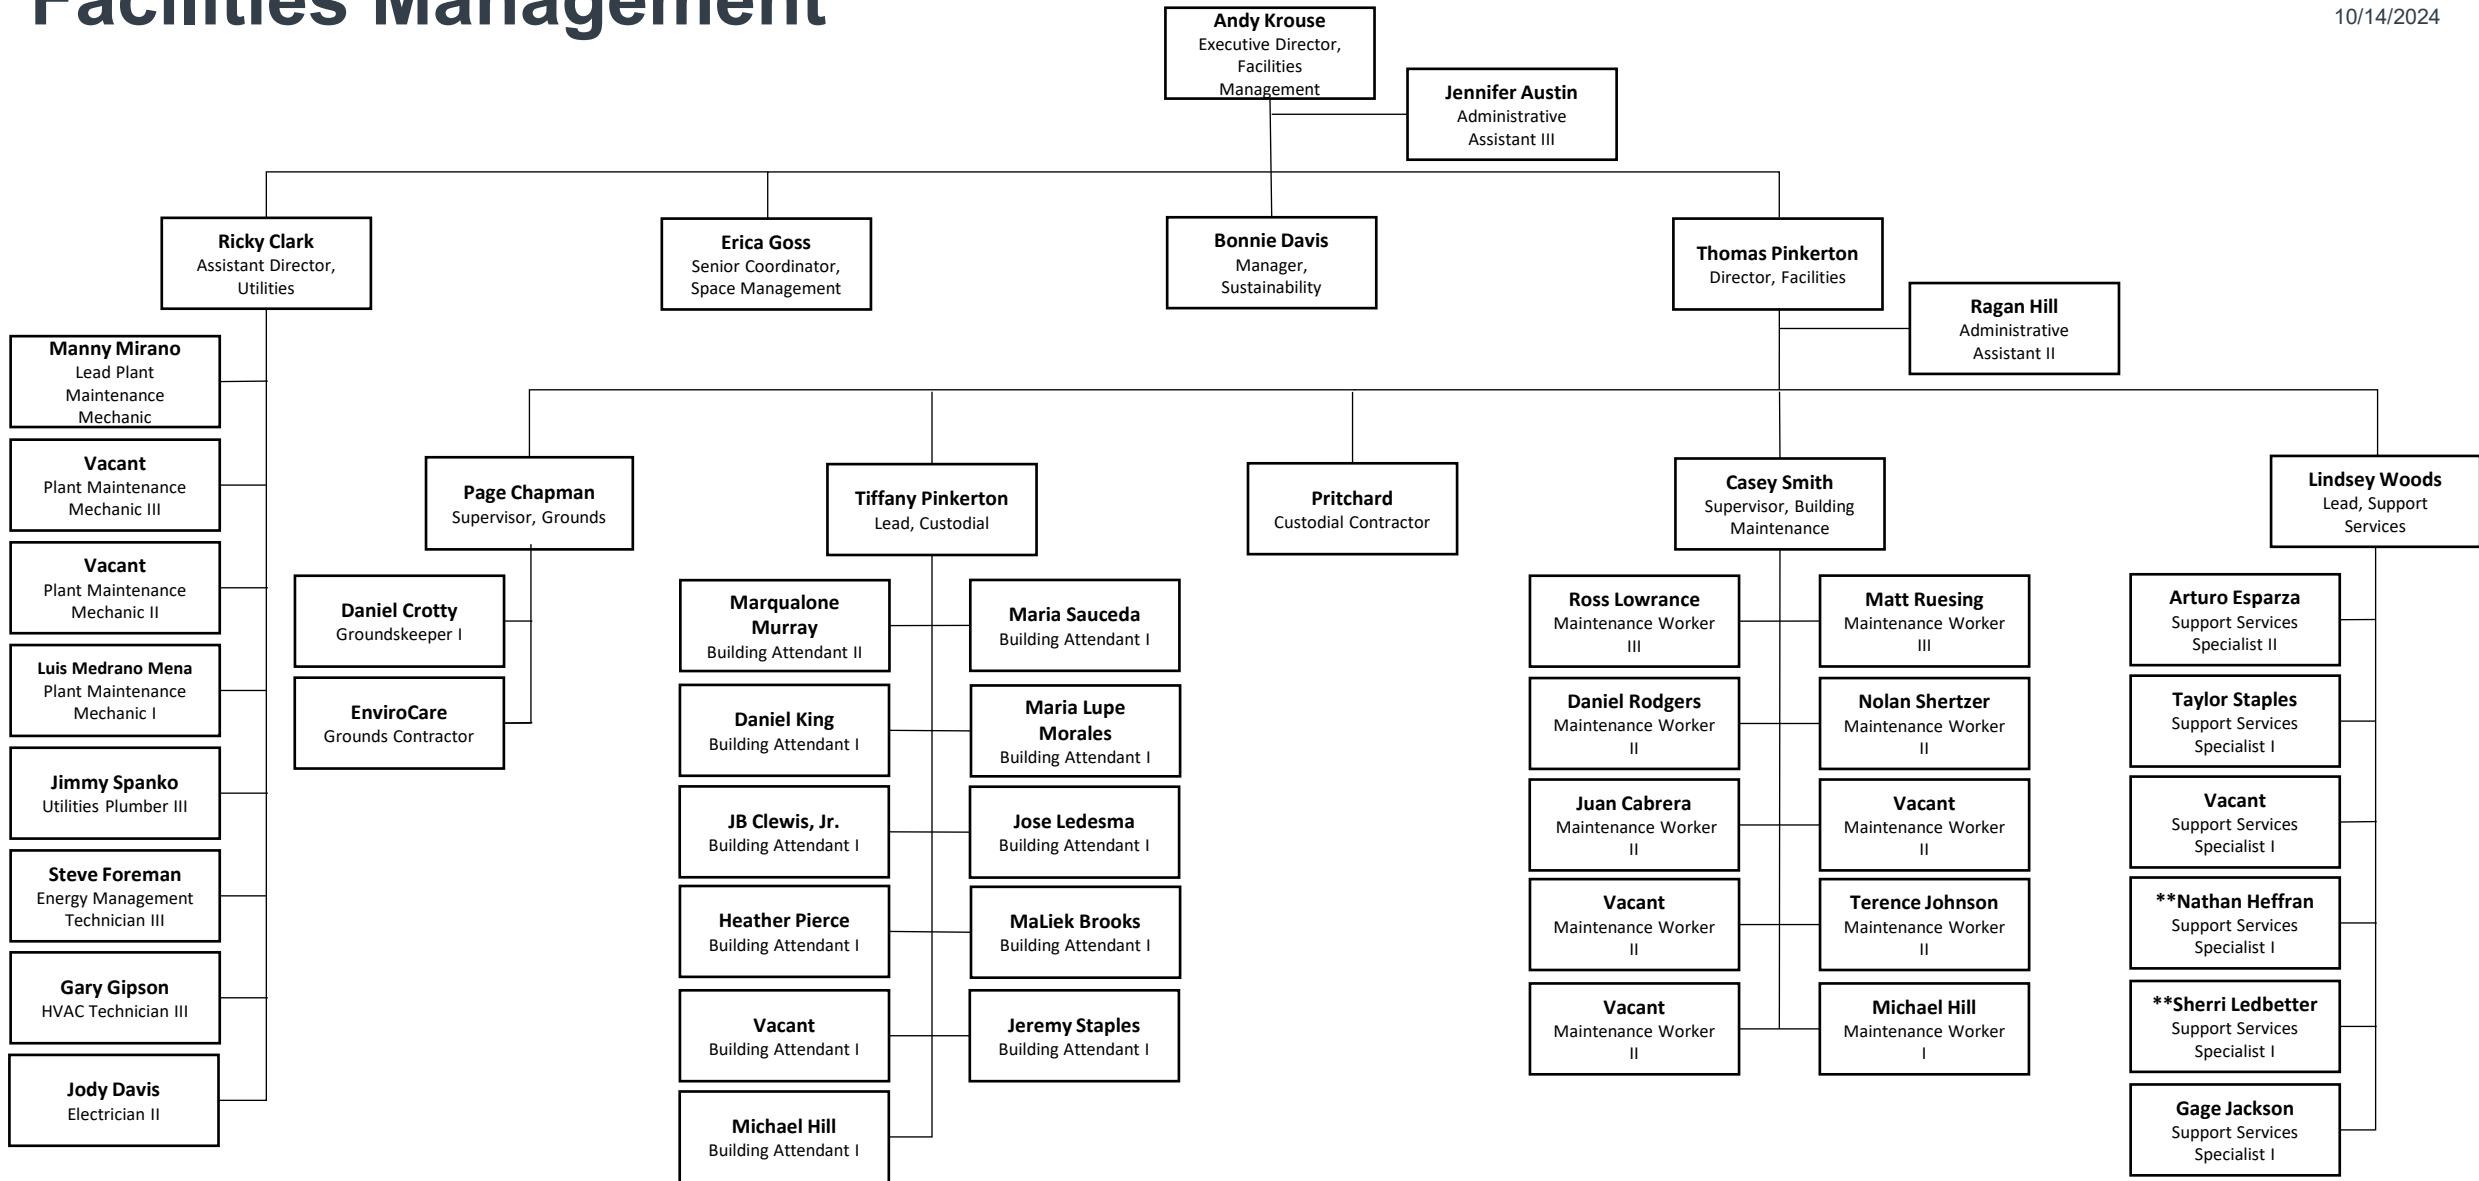 Facilities Management
10/14/2024
Andy Krouse
Executive Director,
Facilities
Management
Jennifer Austin
Administrative
Assistant III
Ricky Clark
Assistant Director,
Utilities
Erica Goss
Senior Coordinator,
Space Management
Bonnie Davis
Manager,
Sustainability
Thomas Pinkerton
Director, Facilities
Ragan Hill
Administrative
Assistant II
Manny Mirano
Lead Plant
Maintenance
Mechanic
Vacant
Plant Maintenance
Mechanic III
Vacant
Plant Maintenance
Mechanic II
Luis Medrano Mena
Plant Maintenance
Mechanic I
Jimmy Spanko
Utilities Plumber III
Steve Foreman
Energy Management
Technician III
Gary Gipson
HVAC Technician III
Jody Davis
Electrician II
Page Chapman
Supervisor, Grounds
Daniel Crotty
Groundskeeper I
EnviroCare
Grounds Contractor
Tiffany Pinkerton
Lead, Custodial
Marqualone
Murray
Building Attendant II
Maria Sauceda
Building Attendant I
Daniel King
Building Attendant I
Maria Lupe
Morales
Building Attendant I
JB Clewis, Jr.
Building Attendant I
Jose Ledesma
Building Attendant I
Heather Pierce
Building Attendant I
MaLiek Brooks
Building Attendant I
Vacant
Building Attendant I
Jeremy Staples
Building Attendant I
Michael Hill
Building Attendant I
Pritchard
Custodial Contractor
Casey Smith
Supervisor, Building
Maintenance
Ross Lowrance
Maintenance Worker
III
Matt Ruesing
Maintenance Worker
III
Daniel Rodgers
Maintenance Worker
II
Nolan Shertzer
Maintenance Worker
II
Juan Cabrera
Maintenance Worker
II
Vacant
Maintenance Worker
II
Vacant
Maintenance Worker
II
Terence Johnson
Maintenance Worker
II
Vacant
Maintenance Worker
II
Michael Hill
Maintenance Worker
I
Lindsey Woods
Lead, Support
Services
Arturo Esparza
Support Services
Specialist II
Taylor Staples
Support Services
Specialist I
Vacant
Support Services
Specialist I
**Nathan Heffran
Support Services
Specialist I
**Sherri Ledbetter
Support Services
Specialist I
Gage Jackson
Support Services
Specialist I